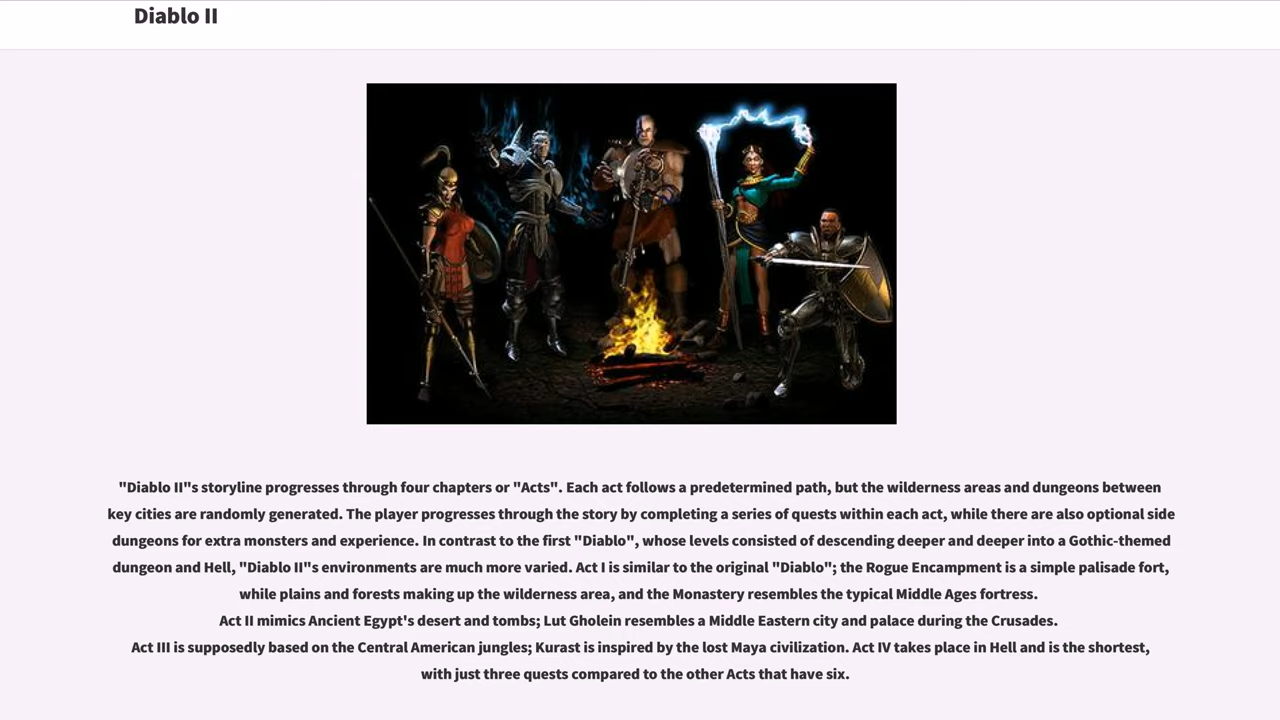 Diablo II
"Diablo II"s storyline progresses through four chapters or "Acts". Each act follows a predetermined path, but the wilderness areas and dungeons between
key cities are randomly generated. The player progresses through the story by completing a series of quests within each act, while there are also optional side
dungeons for extra monsters and experience. In contrast to the first "Diablo", whose levels consisted of descending deeper and deeper into a Gothic-themed
dungeon and Hell, "Diablo II"s environments are much more varied. Act I is similar to the original "Diablo"; the Rogue Encampment is a simple palisade fort,
while plains and forests making up the wilderness area, and the Monastery resembles the typical Middle Ages fortress.
Act II mimics Ancient Egypt's desert and tombs; Lut Gholein resembles a Middle Eastern city and palace during the Crusades.
Act III is supposedly based on the Central American jungles; Kurast is inspired by the lost Maya civilization. Act IV takes place in Hell and is the shortest,
with just three quests compared to the other Acts that have six.